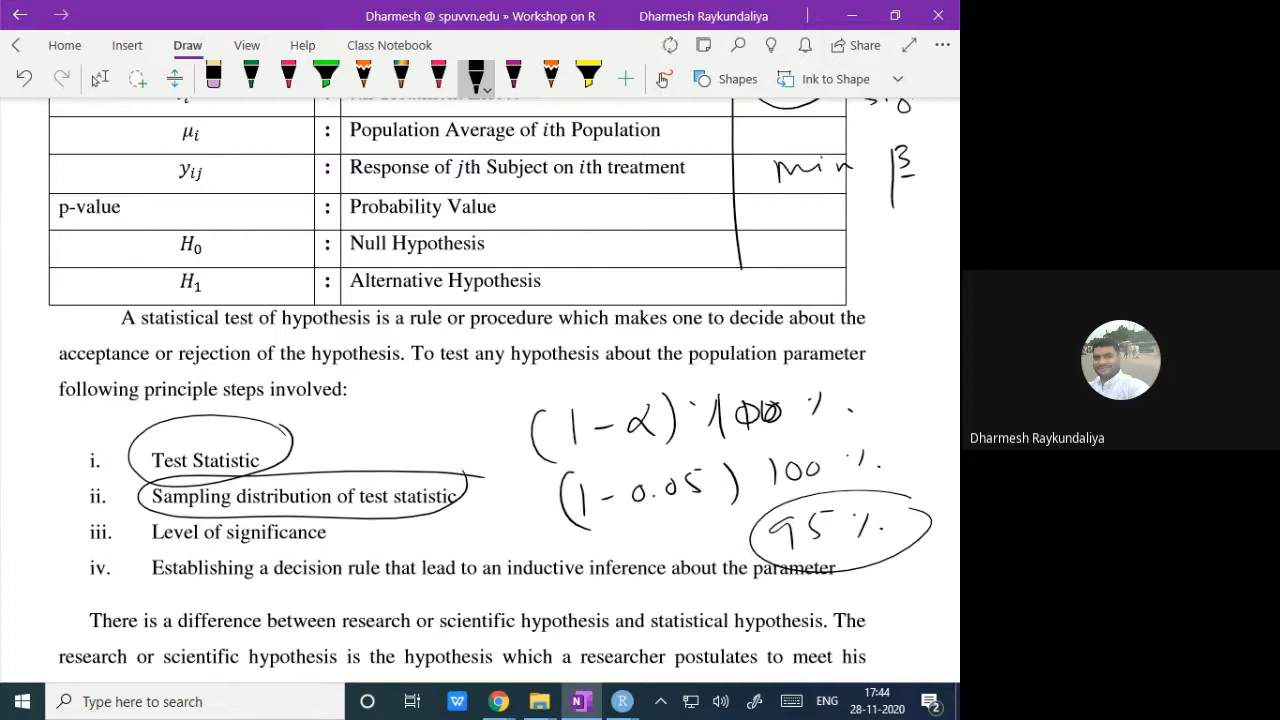 Dharmesh @ spuvvn.edu » Workshop on R Dharmesh Raykundaliya
Home Insert Draw View Help Class Notebook Share
Shapes Ink to Shape
μi : Population Average of ith Population
yij : Response of jth Subject on ith treatment
min β
p-value : Probability Value
H0 : Null Hypothesis
H1 : Alternative Hypothesis
A statistical test of hypothesis is a rule or procedure which makes one to decide about the
acceptance or rejection of the hypothesis. To test any hypothesis about the population parameter
following principle steps involved:
(1 - α) 100 %.
i. Test Statistic
(1 - 0.05) 100 %.
ii. Sampling distribution of test statistic
95 %.
iii. Level of significance
iv. Establishing a decision rule that lead to an inductive inference about the parameter
There is a difference between research or scientific hypothesis and statistical hypothesis. The
research or scientific hypothesis is the hypothesis which a researcher postulates to meet his
Dharmesh Raykundaliya
Type here to search
ENG
17:44
28-11-2020
2